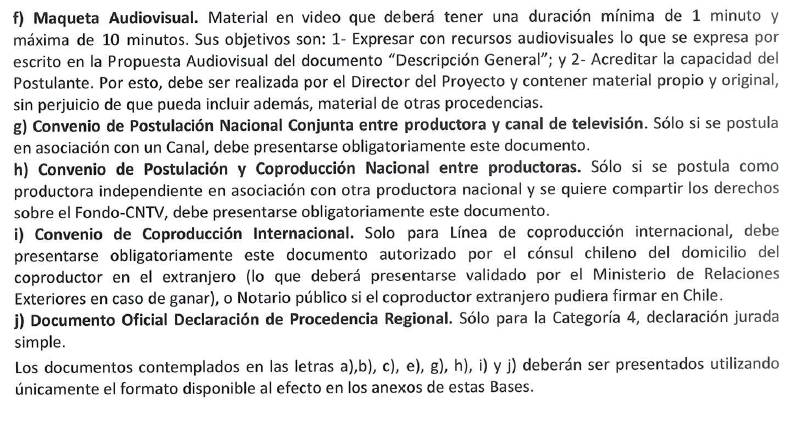 f) Maqueta Audiovisual. Material en video que deberá tener una duración mínima de 1 minuto y
máxima de 10 minutos. Sus objetivos son: 1- Expresar con recursos audiovisuales lo que se expresa por
escrito en la Propuesta Audiovisual del documento “Descripción General”; y 2- Acreditar la capacidad del
Postulante. Por esto, debe ser realizada por el Director del Proyecto y contener material propio y original,
sin perjuicio de que pueda incluir además, material de otras procedencias.
g) Convenio de Postulación Nacional Conjunta entre productora y canal de televisión. Sólo si se postula
en asociación con un Canal, debe presentarse obligatoriamente este documento.
h) Convenio de Postulación y Coproducción Nacional entre productoras. Sólo si se postula como
productora independiente en asociación con otra productora nacional y se quiere compartir los derechos
sobre el Fondo-CNTV, debe presentarse obligatoriamente este documento.
i) Convenio de Coproducción Internacional. Solo para Línea de coproducción internacional, debe
presentarse obligatoriamente este documento autorizado por el cónsul chileno del domicilio del
coproductor en el extranjero (lo que deberá presentarse validado por el Ministerio de Relaciones
Exteriores en caso de ganar), o Notario público si el coproductor extranjero pudiera firmar en Chile.
j) Documento Oficial Declaración de Procedencia Regional. Sólo para la Categoría 4, declaración jurada
simple.
Los documentos contemplados en las letras a),b), c), e), g), h), i) y j) deberán ser presentados utilizando
únicamente el formato disponible al efecto en los anexos de estas Bases.